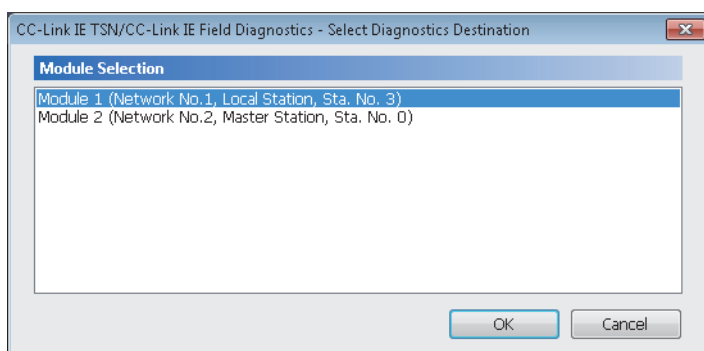 CC-Link IE TSN/CC-Link IE Field Diagnostics - Select Diagnostics Destination
Module Selection
Module 1 (Network No.1, Local Station, Sta. No. 3)
Module 2 (Network No.2, Master Station, Sta. No. 0)
OK Cancel